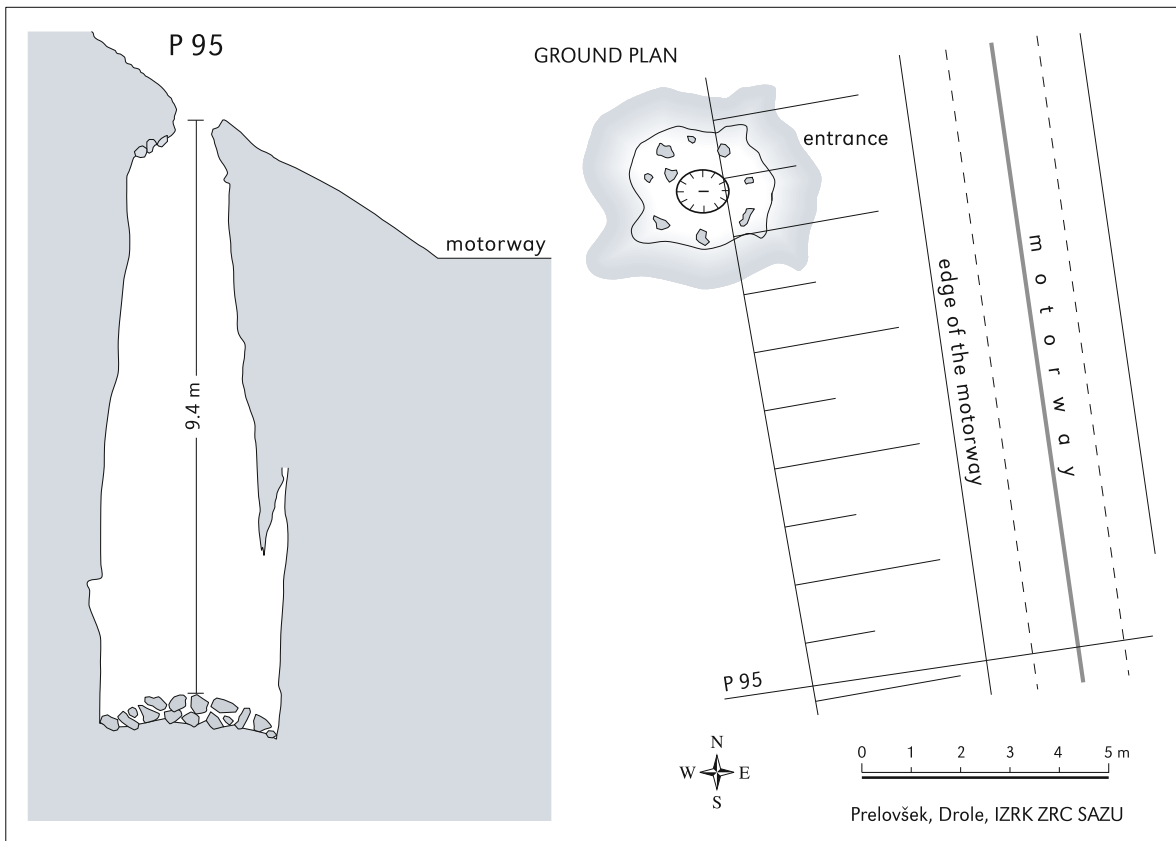 P 95
GROUND PLAN
entrance
motorway
edge of the motorway
motorway
9.4 m
P 95
N
W E
S
0 1 2 3 4 5 m
Prelovšek, Drole, IZRK ZRC SAZU